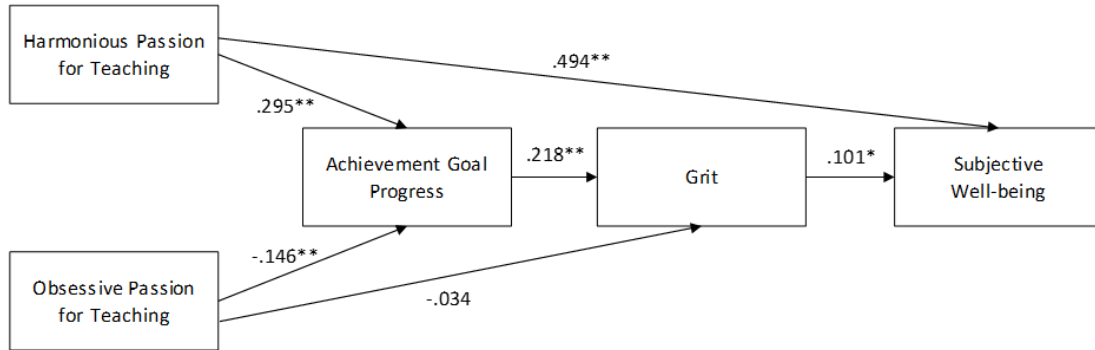 Harmonious Passion
for Teaching
.494**
.295**
Achievement Goal
Progress
.218**
Grit
.101*
Subjective
Well-being
-.146**
-.034
Obsessive Passion
for Teaching